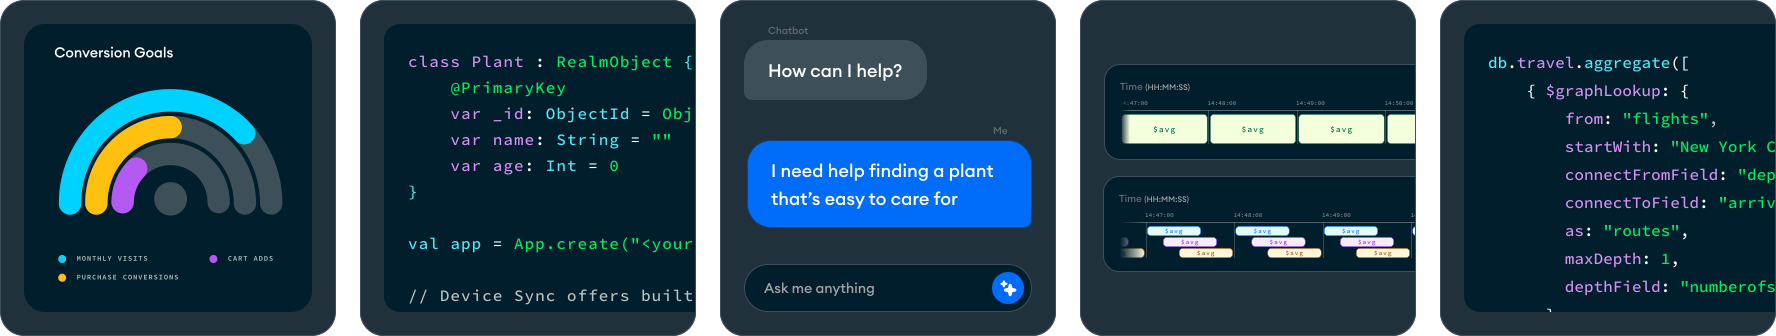 Conversion Goals
MONTHLY VISITS
CART ADDS
PURCHASE CONVERSIONS
class Plant : RealmObject {
@PrimaryKey
var _id: ObjectId = Obj
var name: String = ""
var age: Int = 0
}
val app = App.create("<your
// Device Sync offers built
Chatbot
How can I help?
Me
I need help finding a plant
that's easy to care for
Ask me anything
Time (HH:MM:SS)
4:47:00 14:48:00 14:49:00 14:50:00
$avg $avg $avg
Time (HH:MM:SS)
14:47:00 14:48:00 14:49:00
$avg $avg $avg
$avg $avg $avg
$avg $avg $avg
db.travel.aggregate([
{ $graphLookup: {
from: "flights",
startWith: "New York C
connectFromField: "dep
connectToField: "arriv
as: "routes",
maxDepth: 1,
depthField: "numberofs